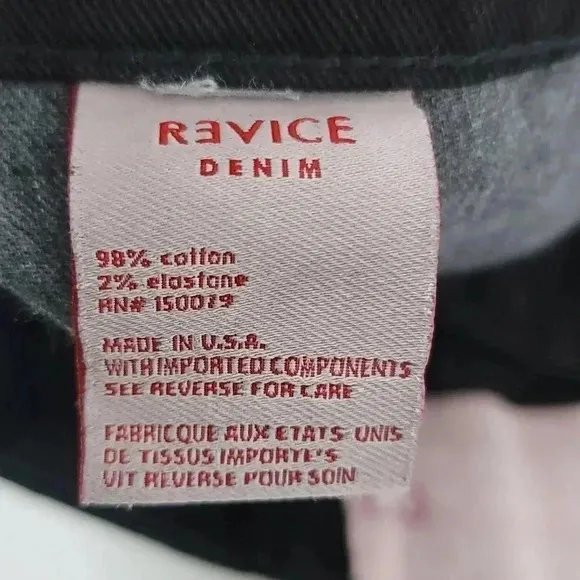 RƎVICE
DENIM
98% cotton
2% elastane
RN# 150079
MADE IN U.S.A.
WITH IMPORTED COMPONENTS
SEE REVERSE FOR CARE
FABRICQUE AUX ETATS UNIS
DE TISSUS IMPORTE'S
VIT REVERSE POUR SOIN